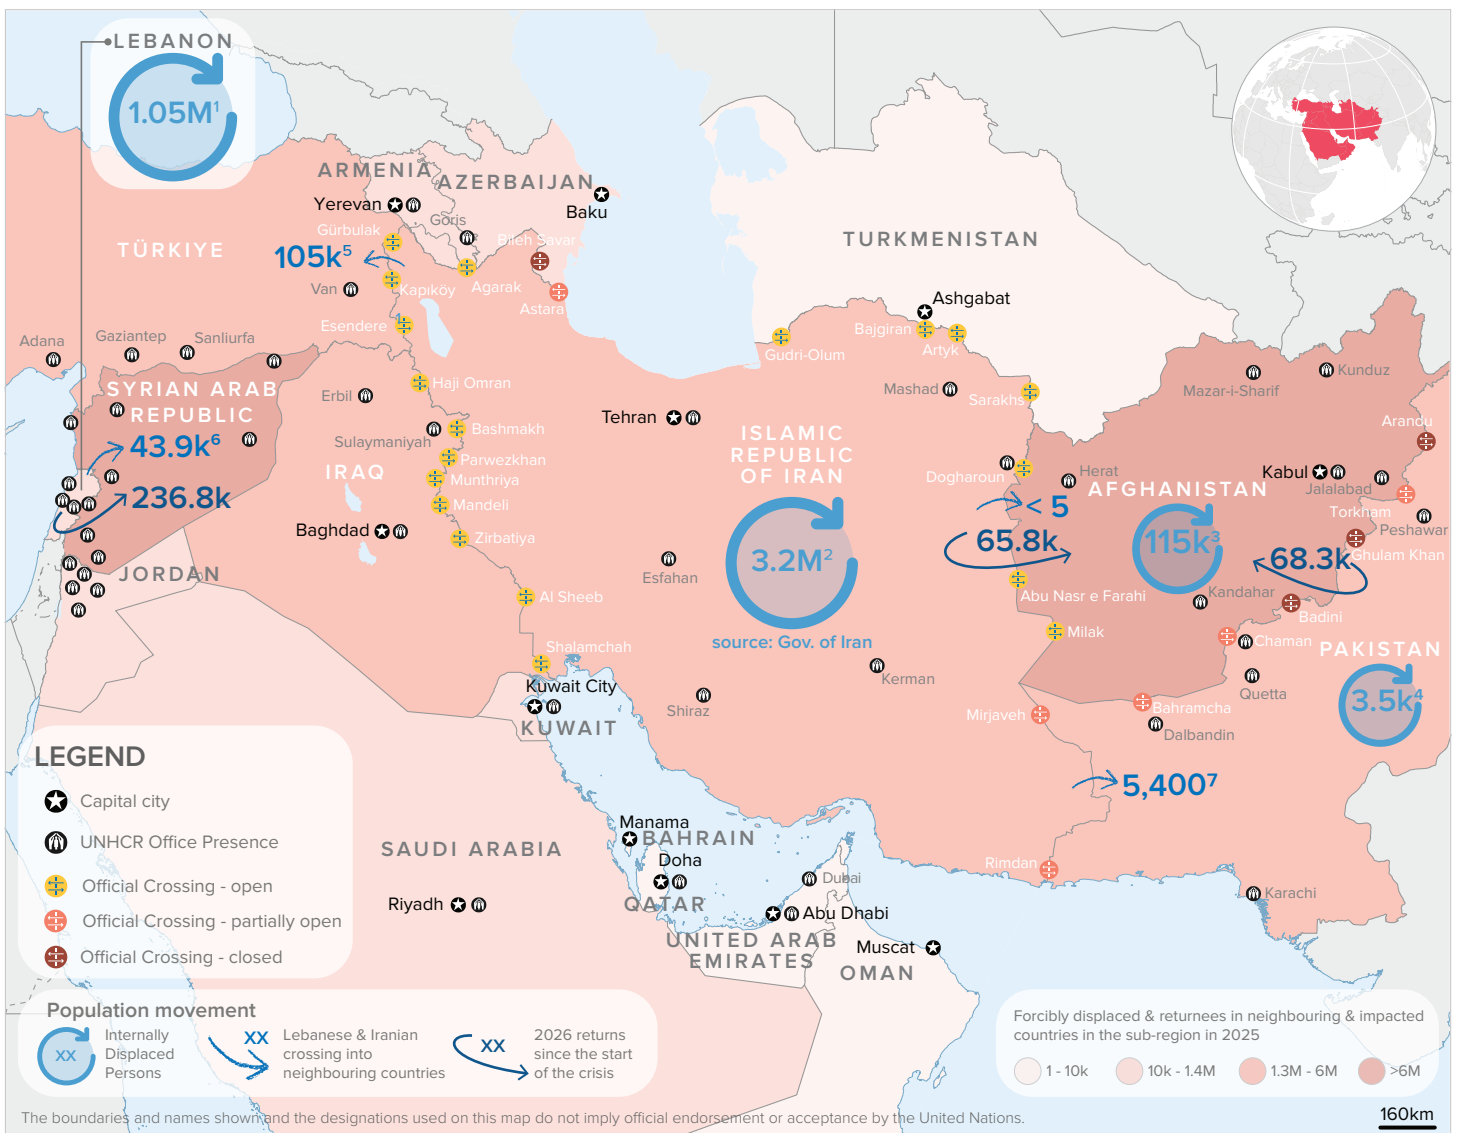 LEBANON
1.05M1
ARMENIA
AZERBAIJAN
Yerevan
Baku
Goris
Gürbulak
Bileh Savar
TÜRKIYE
TURKMENISTAN
105k5
Van
Kapıköy
Agarak
Astara
Ashgabat
Esendere
Bajgiran
Artyk
Gudri-Olum
Adana
Gaziantep
Sanliurfa
Haji Omran
Mashad
Sarakhs
Mazar-i-Sharif
Kunduz
SYRIAN ARAB
REPUBLIC
Erbil
Tehran
Arandu
43.9k6
Sulaymaniyah
Bashmakh
ISLAMIC
REPUBLIC
OF IRAN
Parwezkhan
IRAQ
Munthriya
Dogharoun
Herat
Kabul
AFGHANISTAN
Jalalabad
236.8k
Mandeli
< 5
Torkham
Peshawar
Baghdad
Zirbatiya
65.8k
115k3
68.3k
Ghulam Khan
3.2M2
Esfahan
JORDAN
Al Sheeb
Abu Nasr e Farahi
Kandahar
Badini
source: Gov. of Iran
Milak
Chaman
PAKISTAN
Shalamchah
Kerman
Kuwait City
Shiraz
Quetta
3.5k4
KUWAIT
Mirjaveh
Bahramcha
Dalbandin
5,4007
LEGEND
Capital city
UNHCR Office Presence
Official Crossing - open
Official Crossing - partially open
Official Crossing - closed
Manama
BAHRAIN
SAUDI ARABIA
Doha
Rimdan
Dubai
Karachi
Riyadh
QATAR
Abu Dhabi
UNITED ARAB
EMIRATES
Muscat
OMAN
Population movement
XX
Internally
Displaced
Persons
XX
Lebanese & Iranian
crossing into
neighbouring countries
XX
2026 returns
since the start
of the crisis
Forcibly displaced & returnees in neighbouring & impacted
countries in the sub-region in 2025
1 - 10k
10k - 1.4M
1.3M - 6M
>6M
The boundaries and names shown and the designations used on this map do not imply official endorsement or acceptance by the United Nations.
160km